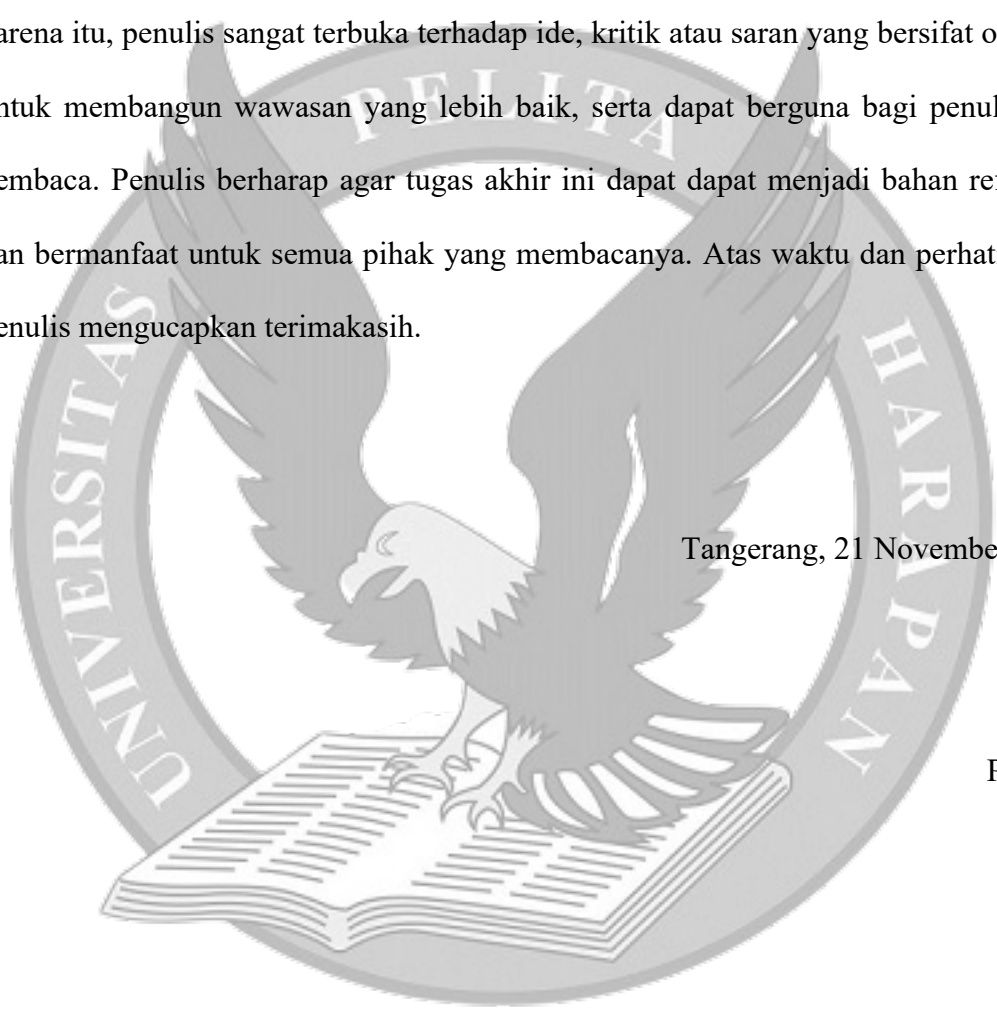 arena itu, penulis sangat terbuka terhadap ide, kritik atau saran yang bersifat o
ntuk membangun wawasan yang lebih baik, serta dapat berguna bagi penul
embaca. Penulis berharap agar tugas akhir ini dapat dapat menjadi bahan re
an bermanfaat untuk semua pihak yang membacanya. Atas waktu dan perhat
enulis mengucapkan terimakasih.
Tangerang, 21 Novembe
P
UNIVERSITAS PELITA HARAPAN